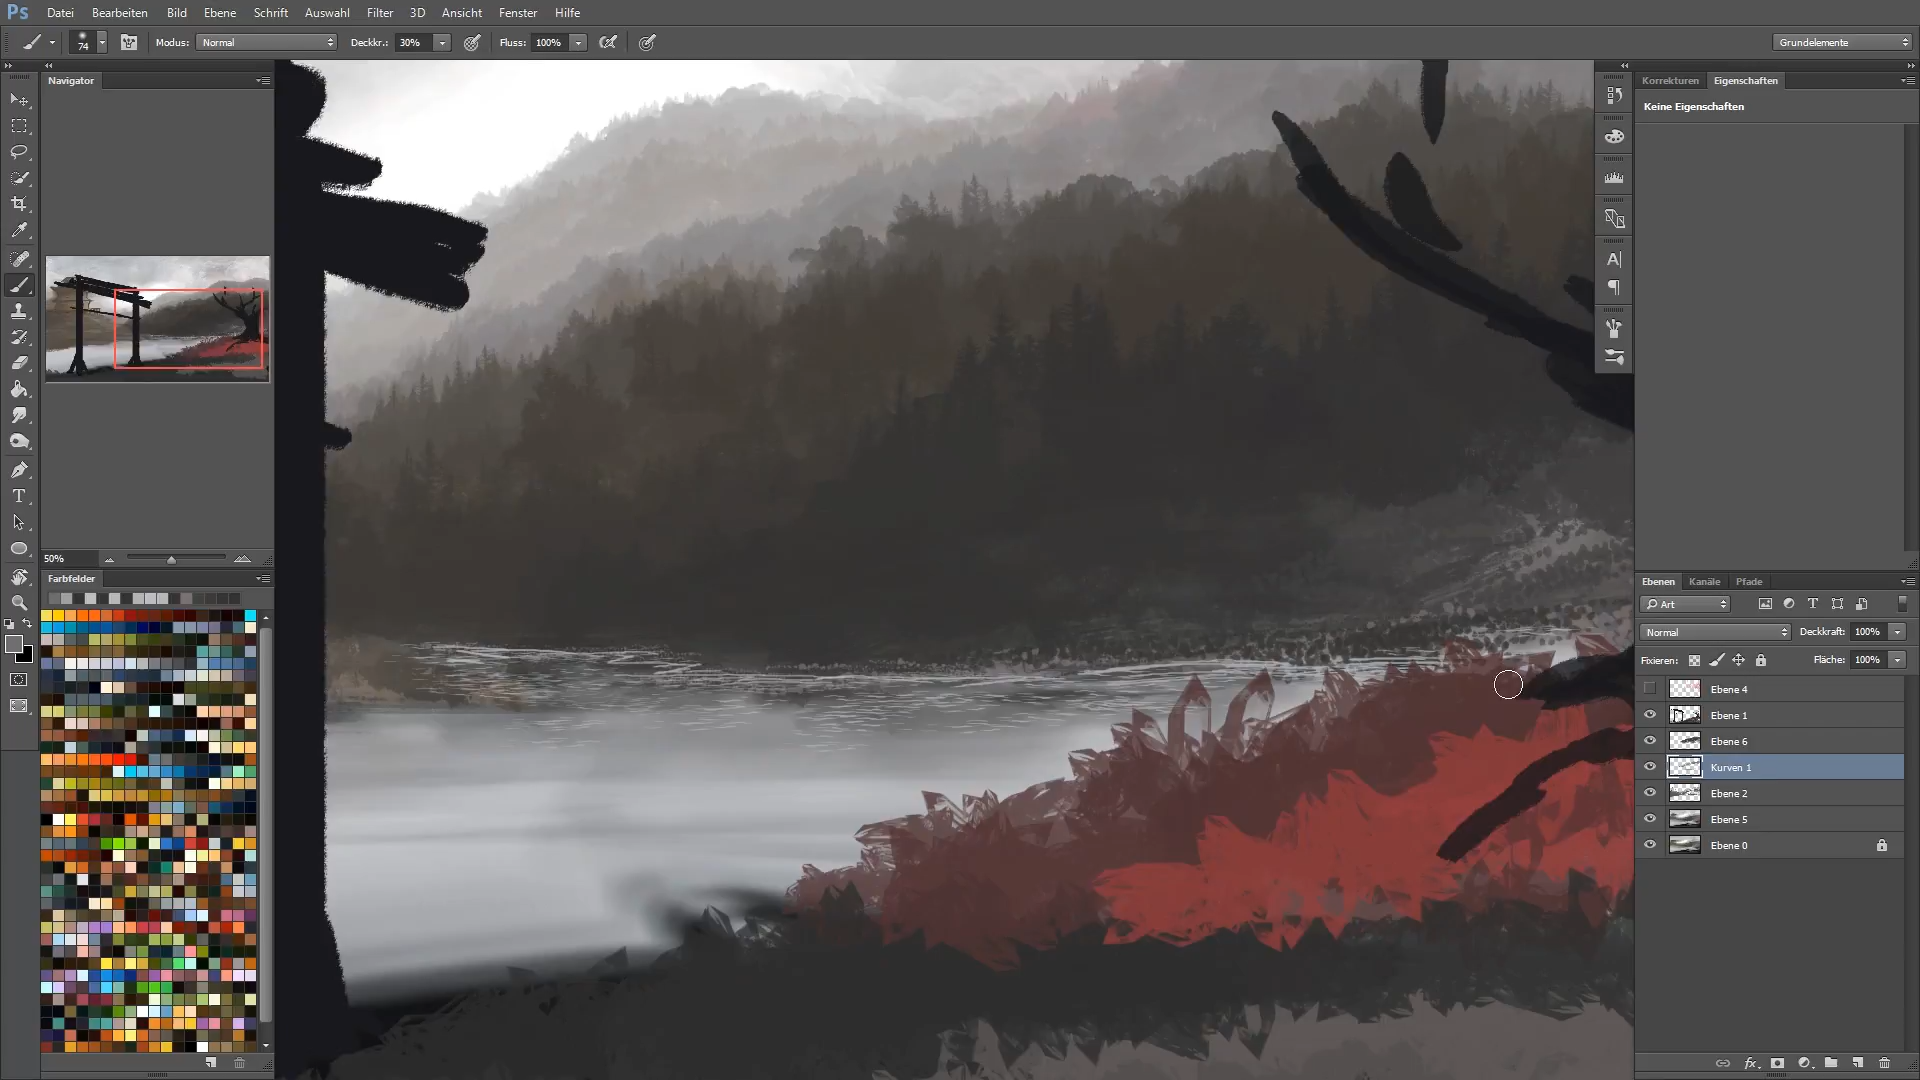 Ps Datei Bearbeiten Bild Ebene Schrift Auswahl Filter 3D Ansicht Fenster Hilfe
74 Modus: Normal Deckkr.: 30% Fluss: 100% Grundelemente
Navigator
50%
Farbfelder
Korrekturen Eigenschaften
Keine Eigenschaften
Ebenen Kanäle Pfade
Art
Normal Deckkraft: 100%
Fixieren: Fläche: 100%
Ebene 4
Ebene 1
Ebene 6
Kurven 1
Ebene 2
Ebene 5
Ebene 0